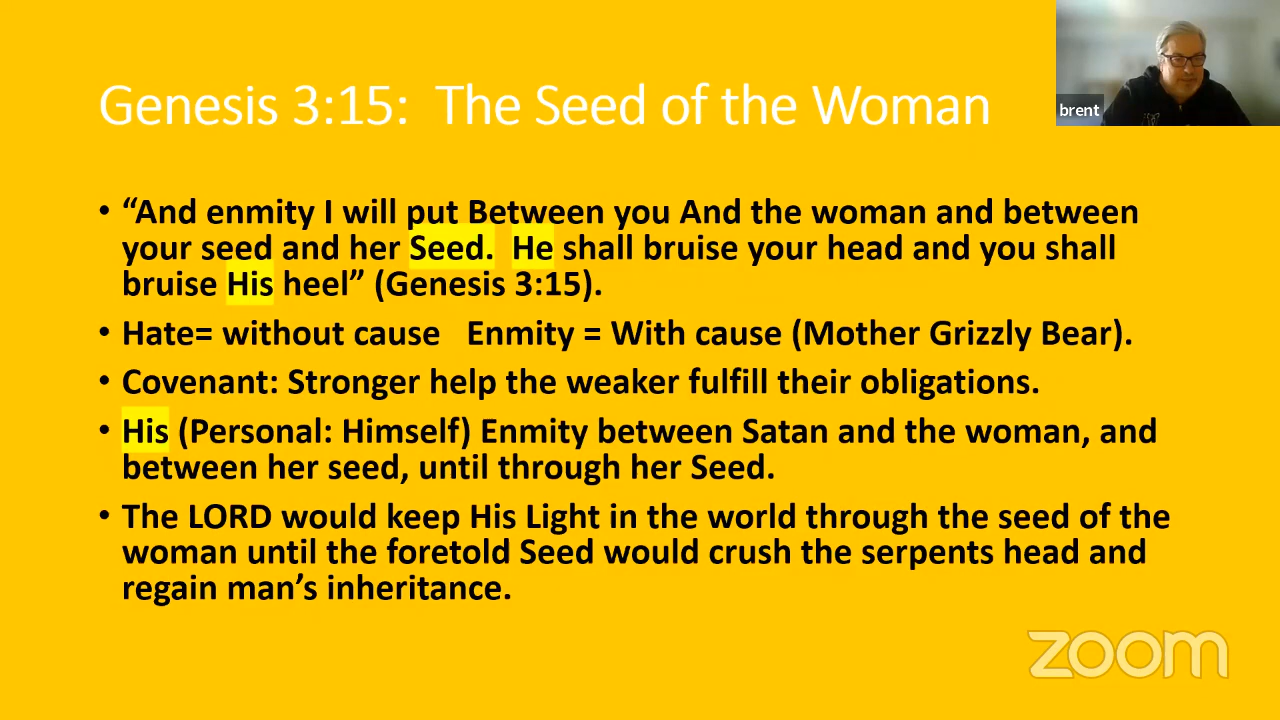 Genesis 3:15:  The Seed of the Woman
brent
• “And enmity I will put Between you And the woman and between
your seed and her Seed.  He shall bruise your head and you shall
bruise His heel” (Genesis 3:15).
• Hate= without cause   Enmity = With cause (Mother Grizzly Bear).
• Covenant: Stronger help the weaker fulfill their obligations.
• His (Personal: Himself) Enmity between Satan and the woman, and
between her seed, until through her Seed.
• The LORD would keep His Light in the world through the seed of the
woman until the foretold Seed would crush the serpents head and
regain man’s inheritance.
zoom